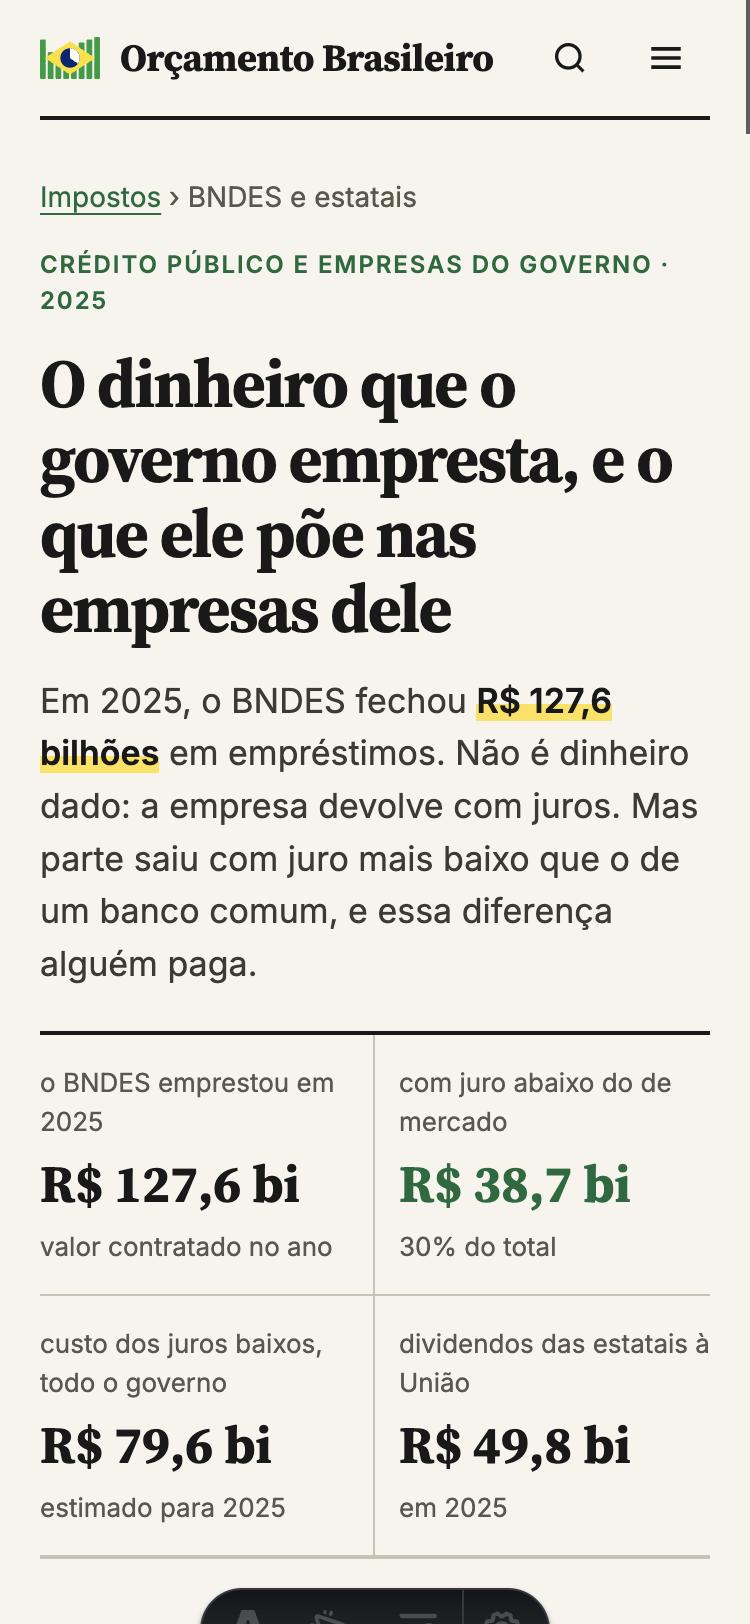 Orçamento Brasileiro
Impostos › BNDES e estatais
CRÉDITO PÚBLICO E EMPRESAS DO GOVERNO ·
2025
O dinheiro que o
governo empresta, e o
que ele põe nas
empresas dele
Em 2025, o BNDES fechou R$ 127,6
bilhões em empréstimos. Não é dinheiro
dado: a empresa devolve com juros. Mas
parte saiu com juro mais baixo que o de
um banco comum, e essa diferença
alguém paga.
o BNDES emprestou em
2025
R$ 127,6 bi
valor contratado no ano
com juro abaixo do de
mercado
R$ 38,7 bi
30% do total
custo dos juros baixos,
todo o governo
R$ 79,6 bi
estimado para 2025
dividendos das estatais à
União
R$ 49,8 bi
em 2025